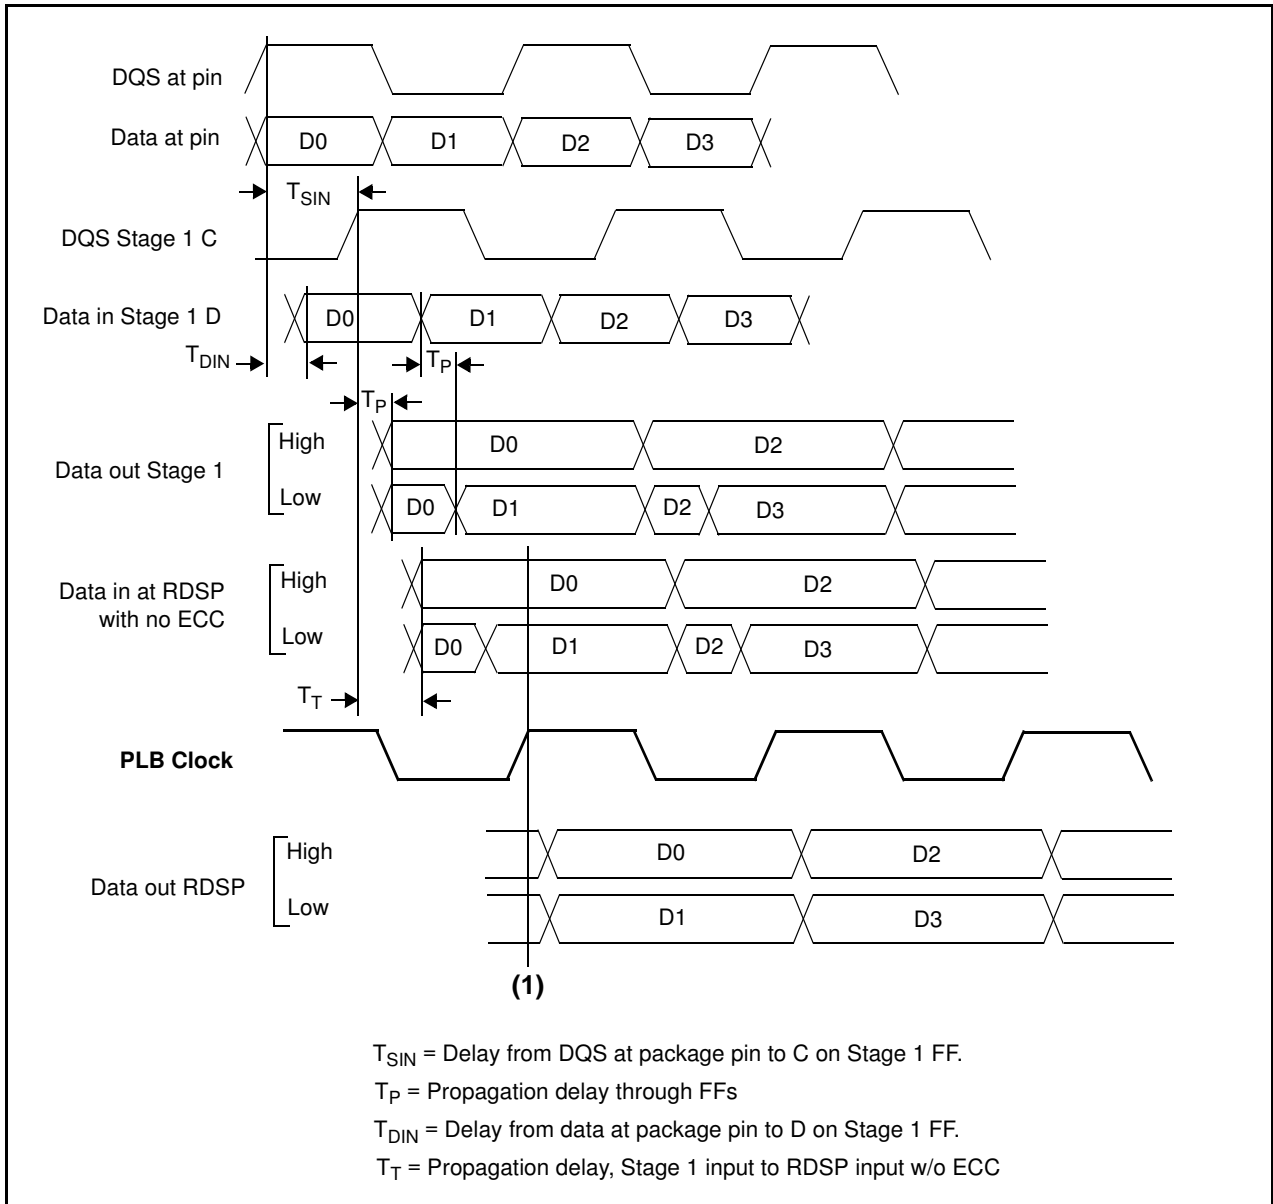 DQS at pin
Data at pin
D0 D1 D2 D3
T_SIN
DQS Stage 1 C
Data in Stage 1 D
D0 D1 D2 D3
T_DIN
T_P
T_P
Data out Stage 1
High
D0 D2
Low
D0 D1 D2 D3
Data in at RDSP
with no ECC
High
D0 D2
Low
D0 D1 D2 D3
T_T
PLB Clock
Data out RDSP
High
D0 D2
Low
D1 D3
(1)
T_SIN = Delay from DQS at package pin to C on Stage 1 FF.
T_P = Propagation delay through FFs
T_DIN = Delay from data at package pin to D on Stage 1 FF.
T_T = Propagation delay, Stage 1 input to RDSP input w/o ECC